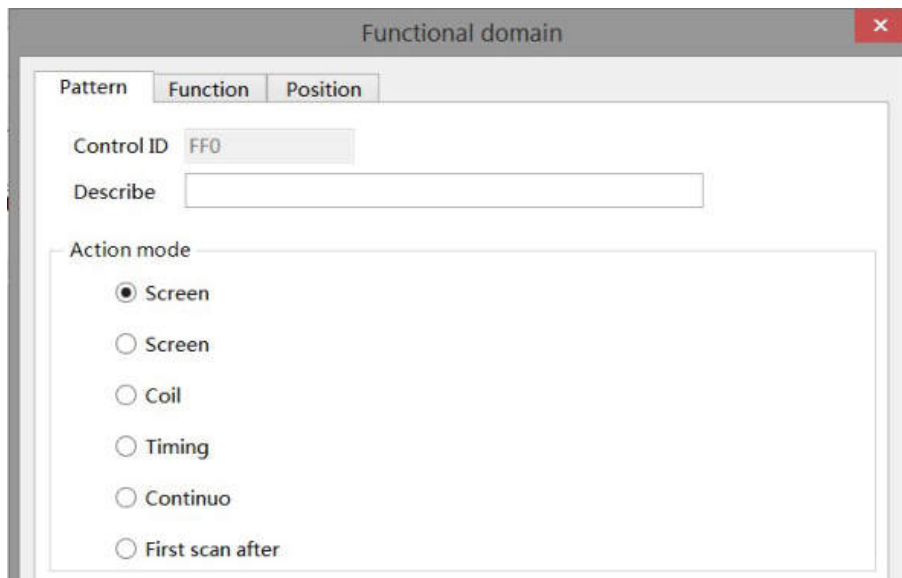 Functional domain
Pattern Function Position
Control ID FF0
Describe
Action mode
Screen
Screen
Coil
Timing
Continuo
First scan after